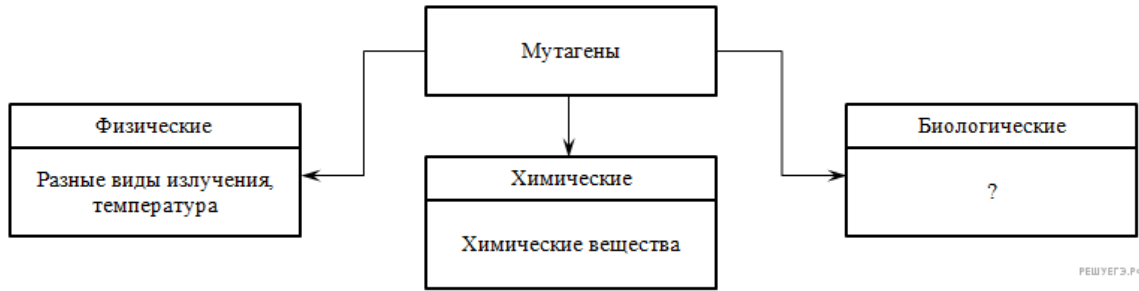 Мутагены
Физические
Разные виды излучения,
температура
Химические
Химические вещества
Биологические
?
РЕШУЕГЭ.РФ